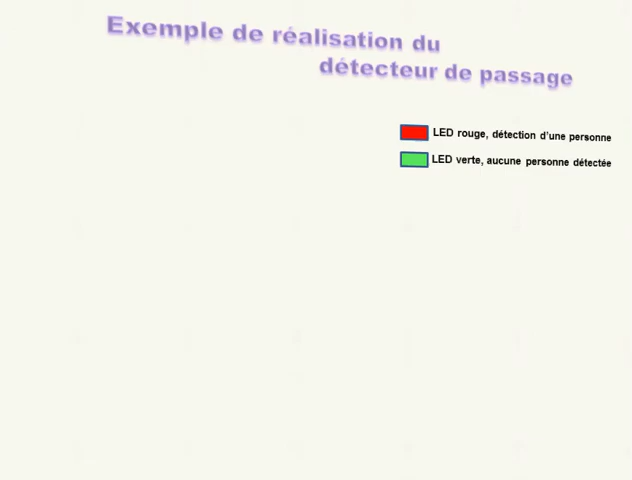 Exemple de réalisation du
détecteur de passage
LED rouge, détection d'une personne
LED verte, aucune personne détectée